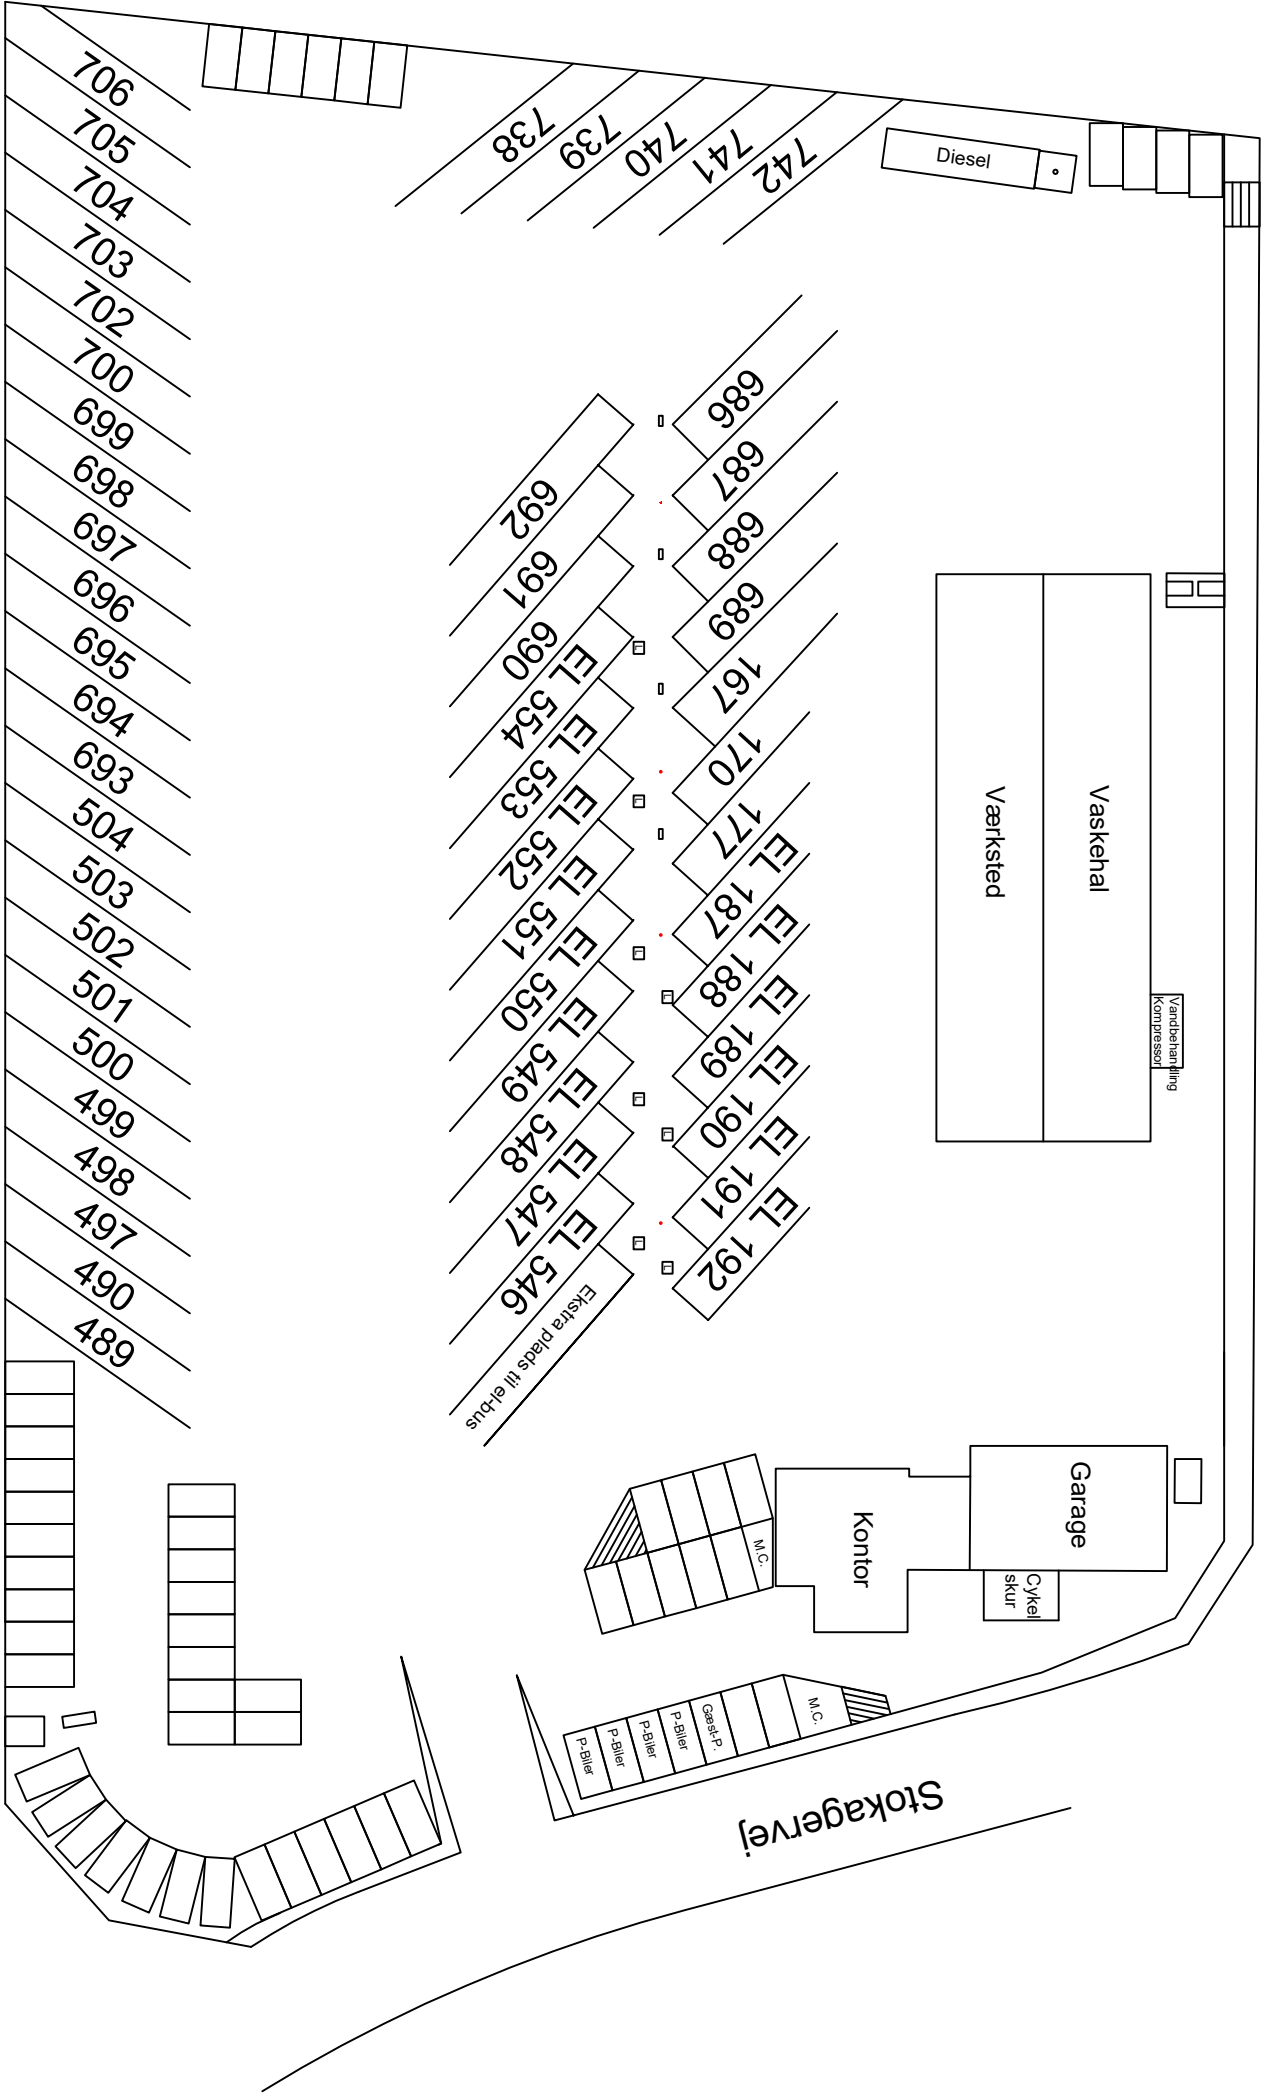 706
705
704
703
702
700
699
698
697
696
695
694
693
504
503
502
501
500
499
498
497
490
489
738
739
740
741
742
Diesel
692
691
690
EL 554
EL 553
EL 552
EL 551
EL 550
EL 549
EL 548
EL 547
EL 546
Ekstra plads til el-bus
686
687
688
689
167
170
177
EL 187
EL 188
EL 189
EL 190
EL 191
EL 192
Værksted
Vaskehal
Vandbehandling
Kompressor
Garage
Kontor
Cykel
skur
M.C.
P-Biler
P-Biler
P-Biler
P-Biler
Gæst-P.
M.C.
Stokagervej